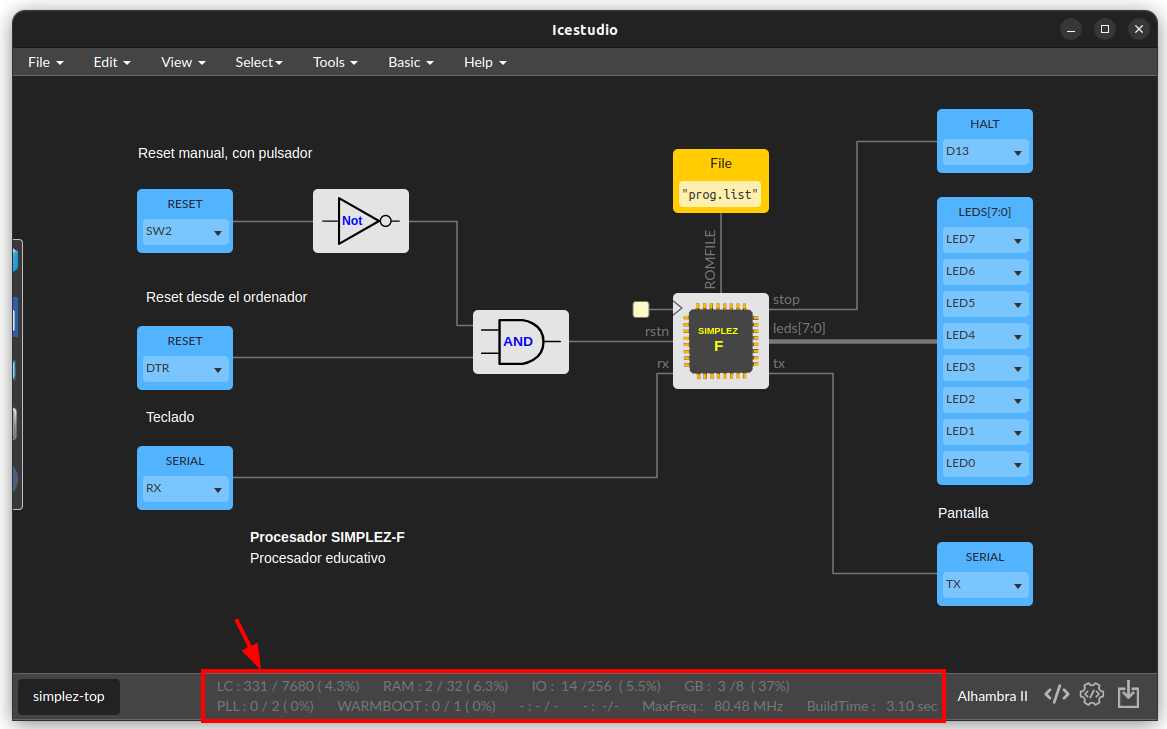 Icestudio
File Edit View Select Tools Basic Help
Reset manual, con pulsador
RESET
SW2
Not
Reset desde el ordenador
RESET
DTR
AND
Teclado
SERIAL
RX
Procesador SIMPLEZ-F
Procesador educativo
File
"prog.list"
ROMFILE
rstn
rx
SIMPLEZ
F
stop
leds[7:0]
tx
HALT
D13
LEDS[7:0]
LED7
LED6
LED5
LED4
LED3
LED2
LED1
LED0
Pantalla
SERIAL
TX
simplez-top
LC : 331 / 7680 ( 4.3%) RAM : 2 / 32 ( 6.3%) IO : 14 /256 ( 5.5%) GB : 3 /8 ( 37%)
PLL : 0 / 2 ( 0%) WARMBOOT : 0 / 1 ( 0%) - : - / - - : -/- MaxFreq.: 80.48 MHz BuildTime : 3.10 sec
Alhambra II